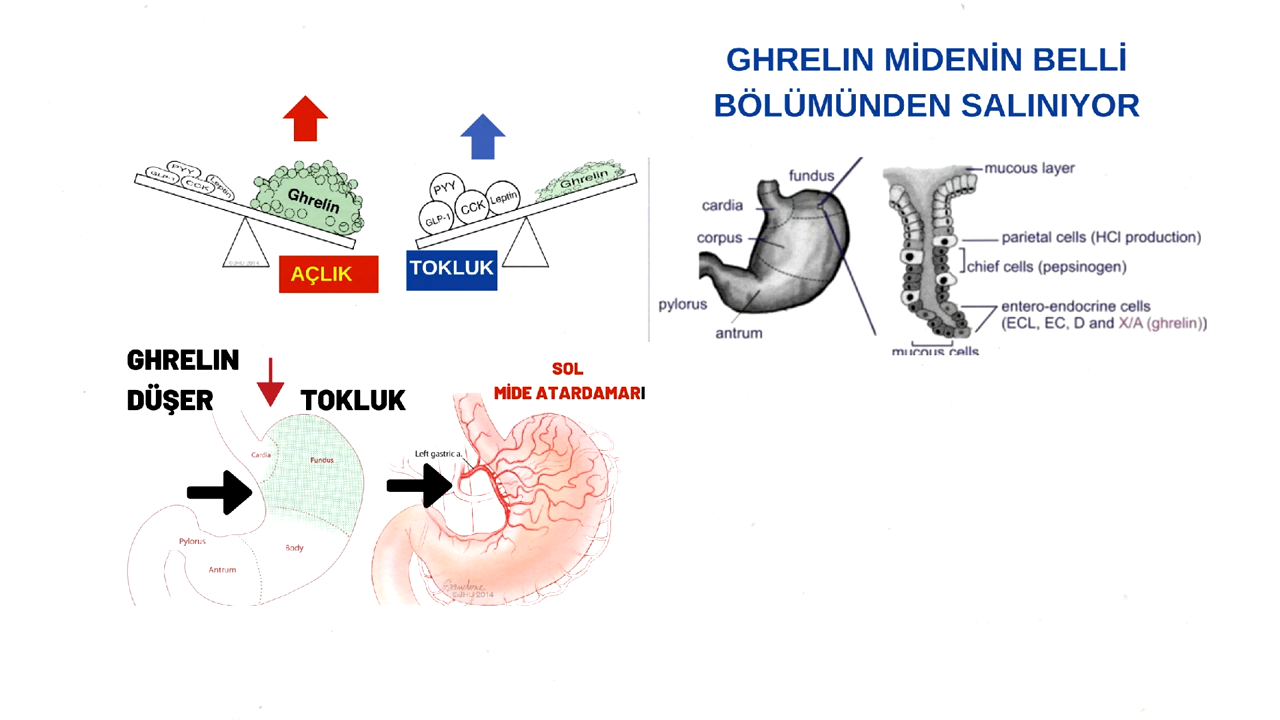 GHRELIN MİDENİN BELLİ
BÖLÜMÜNDEN SALINIYOR
PYY
GLP-1
CCK
Leptin
Ghrelin
©JHU 2014
AÇLIK
PYY
GLP-1
CCK
Leptin
Ghrelin
TOKLUK
fundus
cardia
corpus
pylorus
antrum
mucous layer
parietal cells (HCl production)
chief cells (pepsinogen)
entero-endocrine cells
(ECL, EC, D and X/A (ghrelin))
mucous cells
GHRELIN
DÜŞER
TOKLUK
Cardia
Fundus
Pylorus
Body
Antrum
SOL
MİDE ATARDAMARI
Left gastric a.
©JHU 2014